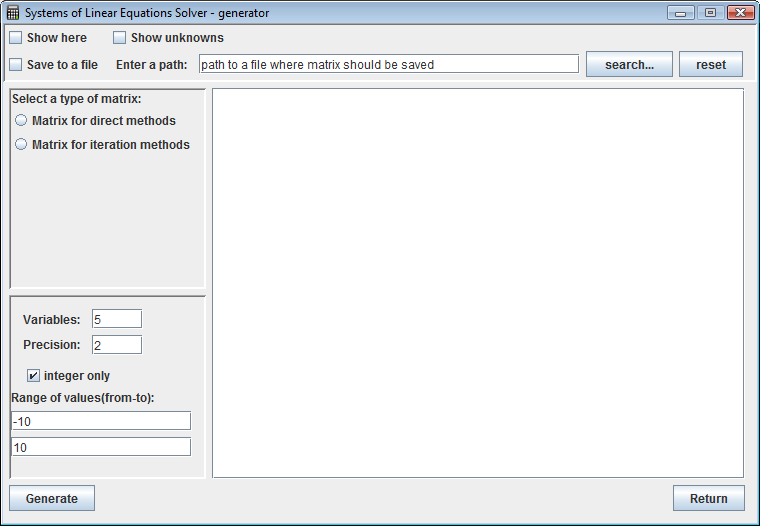 Systems of Linear Equations Solver - generator
Show here
Show unknowns
Save to a file
Enter a path:
path to a file where matrix should be saved
search...
reset
Select a type of matrix:
Matrix for direct methods
Matrix for iteration methods
Variables:
5
Precision:
2
integer only
Range of values(from-to):
-10
10
Generate
Return